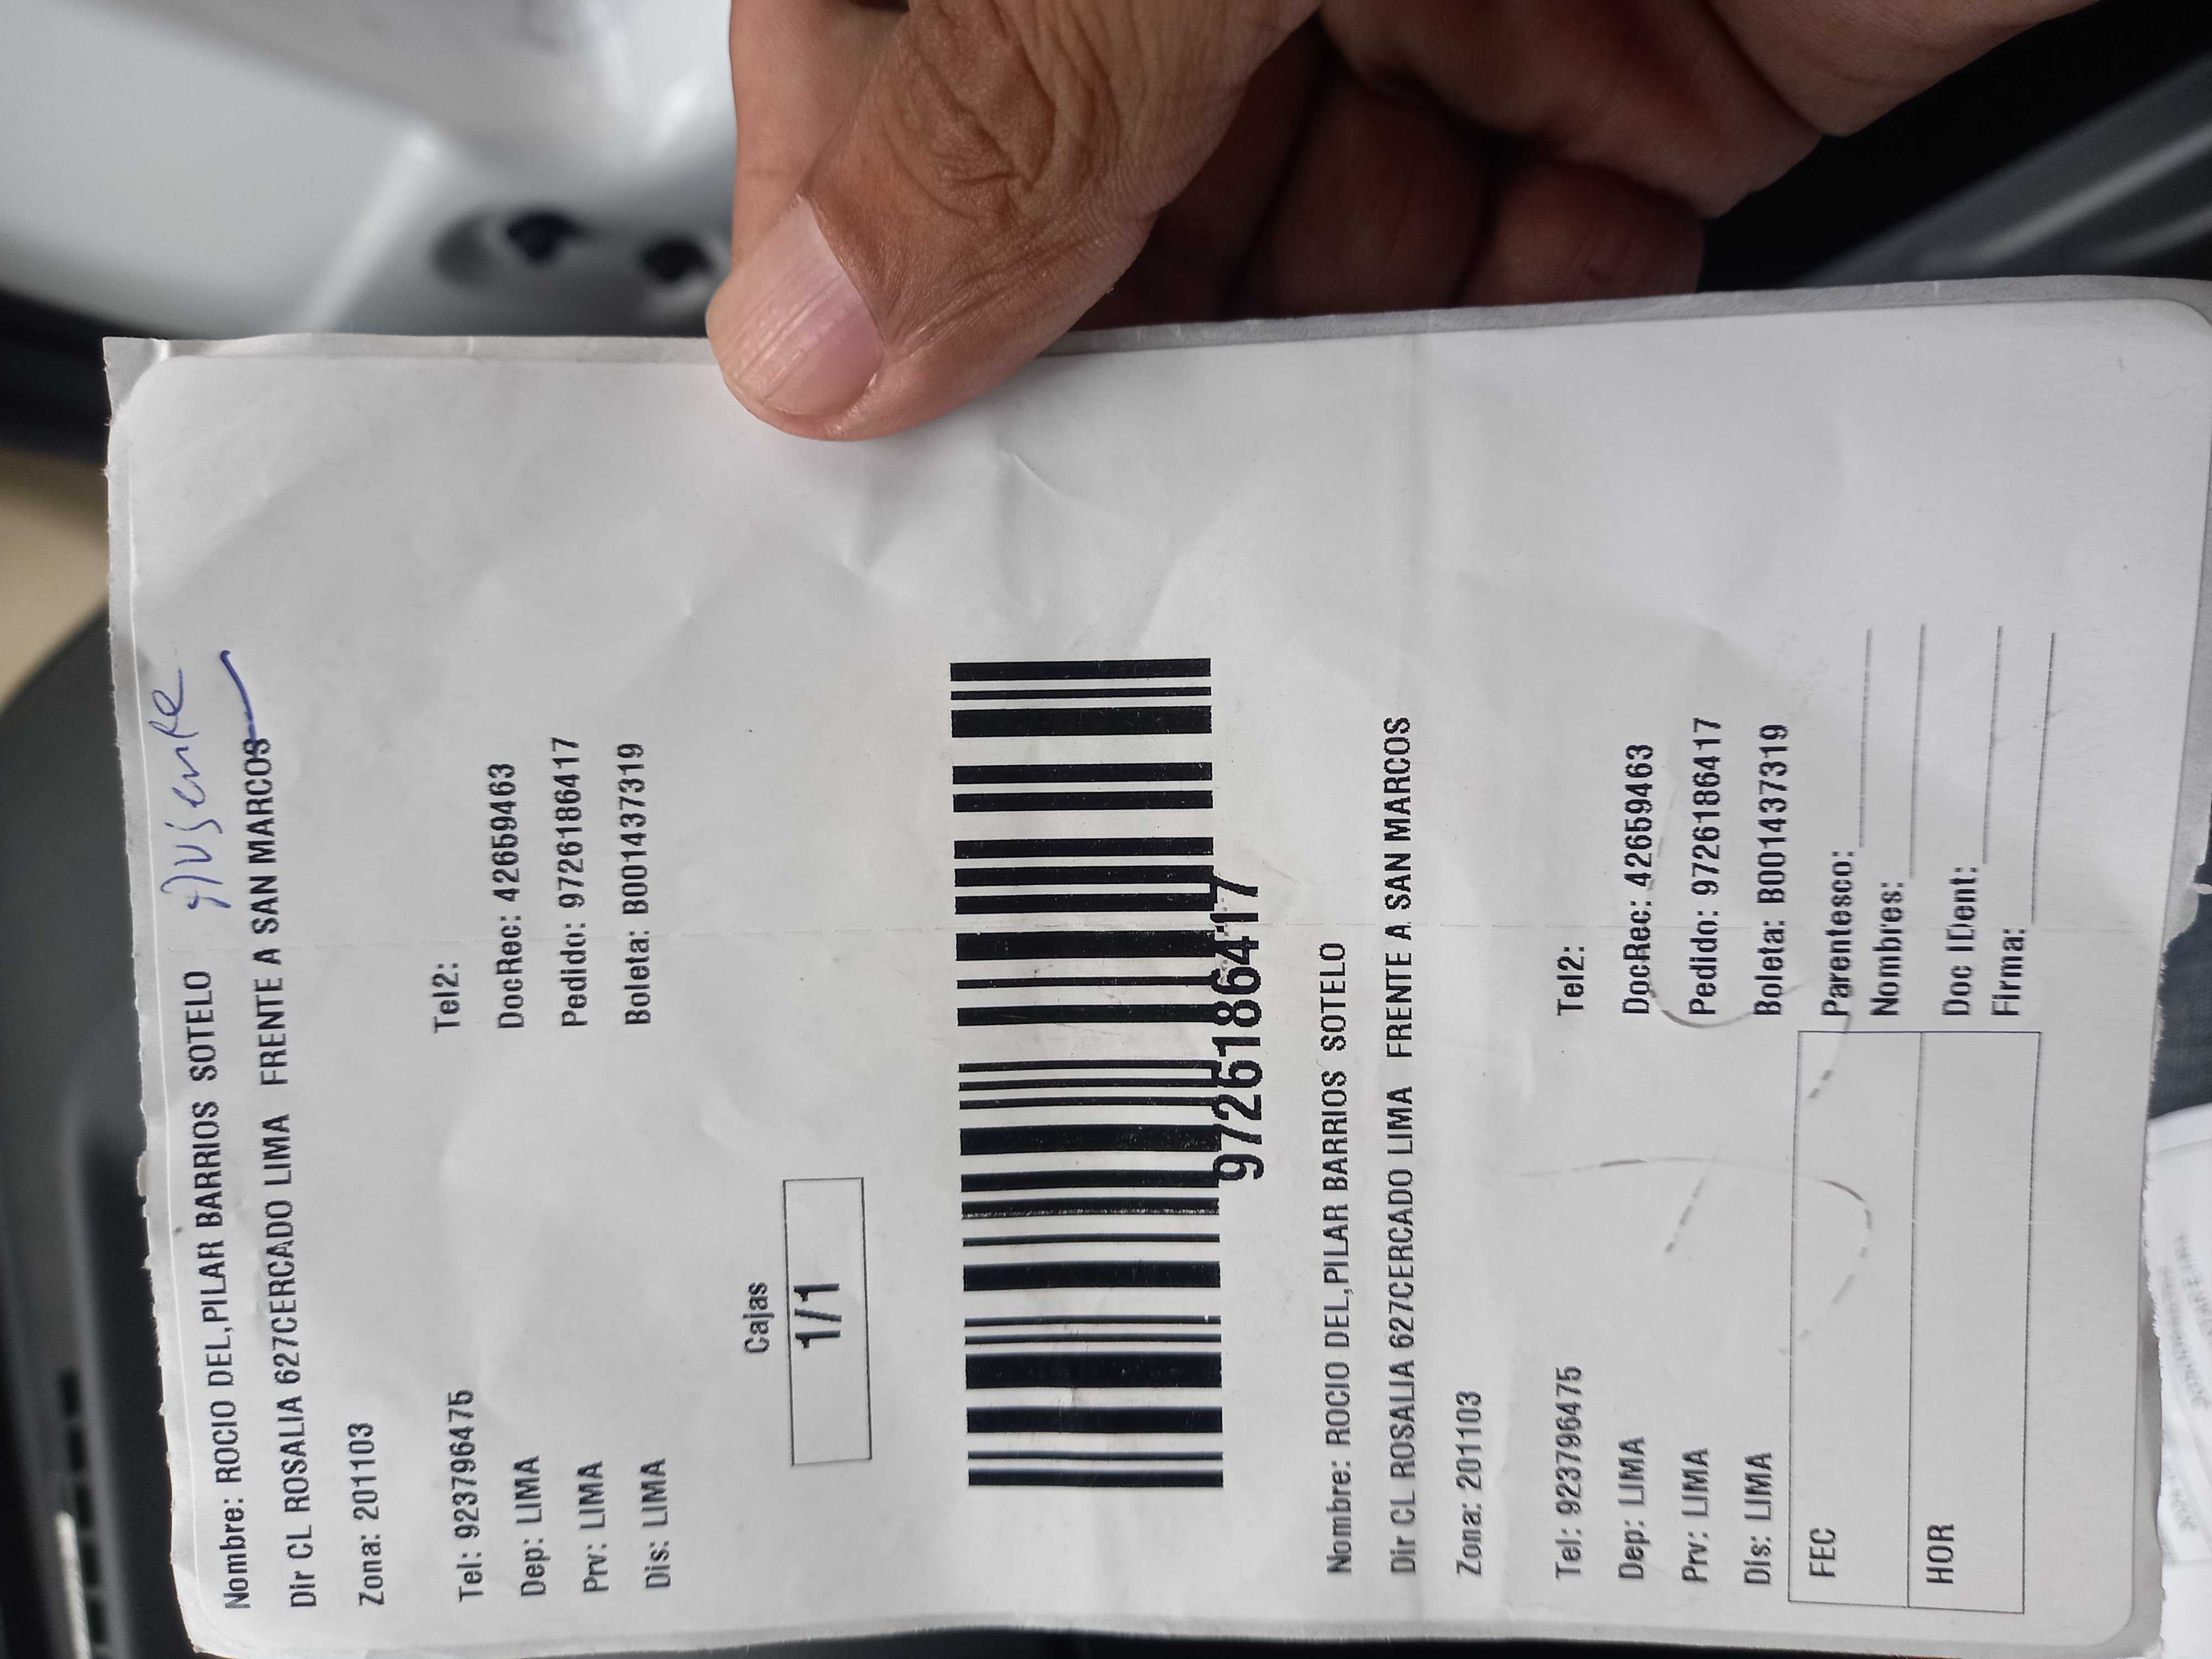 Ausente
Nombre: ROCIO DEL,PILAR BARRIOS SOTELO
Dir CL ROSALIA 627CERCADO LIMA FRENTE A SAN MARCOS
Zona: 201103
Tel: 923796475 Tel2:
Dep: LIMA DocRec: 42659463
Prv: LIMA Pedido: 9726186417
Dis: LIMA Boleta: B001437319
Cajas
1/1
9726186417
Nombre: ROCIO DEL,PILAR BARRIOS SOTELO
Dir CL ROSALIA 627CERCADO LIMA FRENTE A SAN MARCOS
Zona: 201103
Tel: 923796475 Tel2:
Dep: LIMA DocRec: 42659463
Prv: LIMA Pedido: 9726186417
Dis: LIMA Boleta: B001437319
FEC Parentesco:
Nombres:
HOR Doc IDent:
Firma: